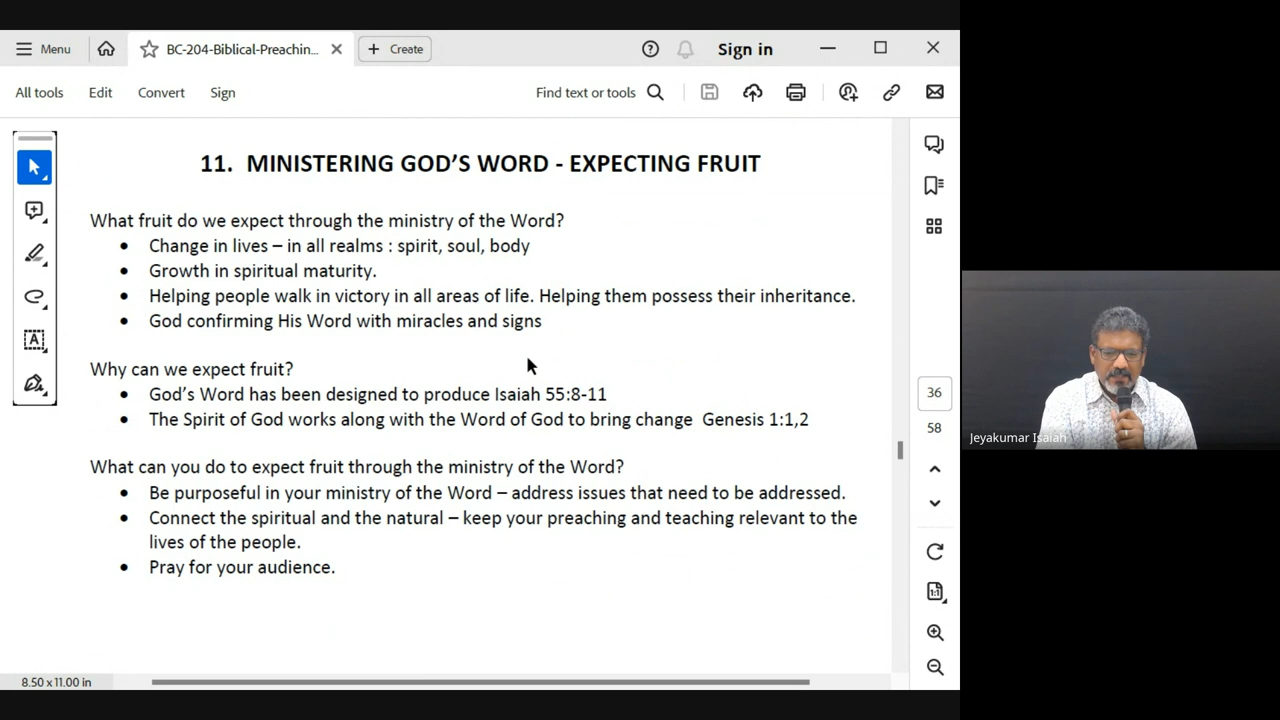 Menu
BC-204-Biblical-Preachin...
Create
Sign in
All tools
Edit
Convert
Sign
Find text or tools
11. MINISTERING GOD'S WORD - EXPECTING FRUIT
What fruit do we expect through the ministry of the Word?
• Change in lives – in all realms : spirit, soul, body
• Growth in spiritual maturity.
• Helping people walk in victory in all areas of life. Helping them possess their inheritance.
• God confirming His Word with miracles and signs
Why can we expect fruit?
• God's Word has been designed to produce Isaiah 55:8-11
• The Spirit of God works along with the Word of God to bring change Genesis 1:1,2
What can you do to expect fruit through the ministry of the Word?
• Be purposeful in your ministry of the Word – address issues that need to be addressed.
• Connect the spiritual and the natural – keep your preaching and teaching relevant to the
lives of the people.
• Pray for your audience.
36
58
1:1
8.50 x 11.00 in
Jeyakumar Isaiah